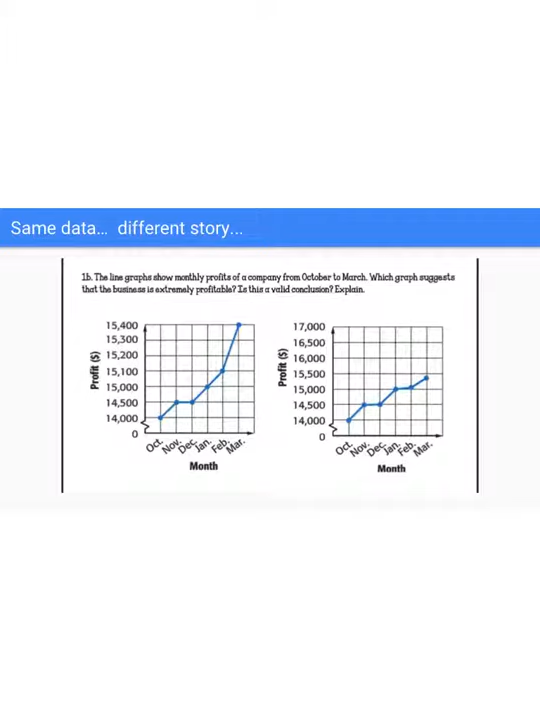 Same data... different story...
1b. The line graphs show monthly profits of a company from October to March. Which graph suggests
that the business is extremely profitable? Is this a valid conclusion? Explain.
15,400
15,300
15,200
15,100
15,000
14,500
14,000
0
Profit ($)
Oct. Nov. Dec. Jan. Feb. Mar.
Month
17,000
16,500
16,000
15,500
15,000
14,500
14,000
0
Profit ($)
Oct. Nov. Dec. Jan. Feb. Mar.
Month